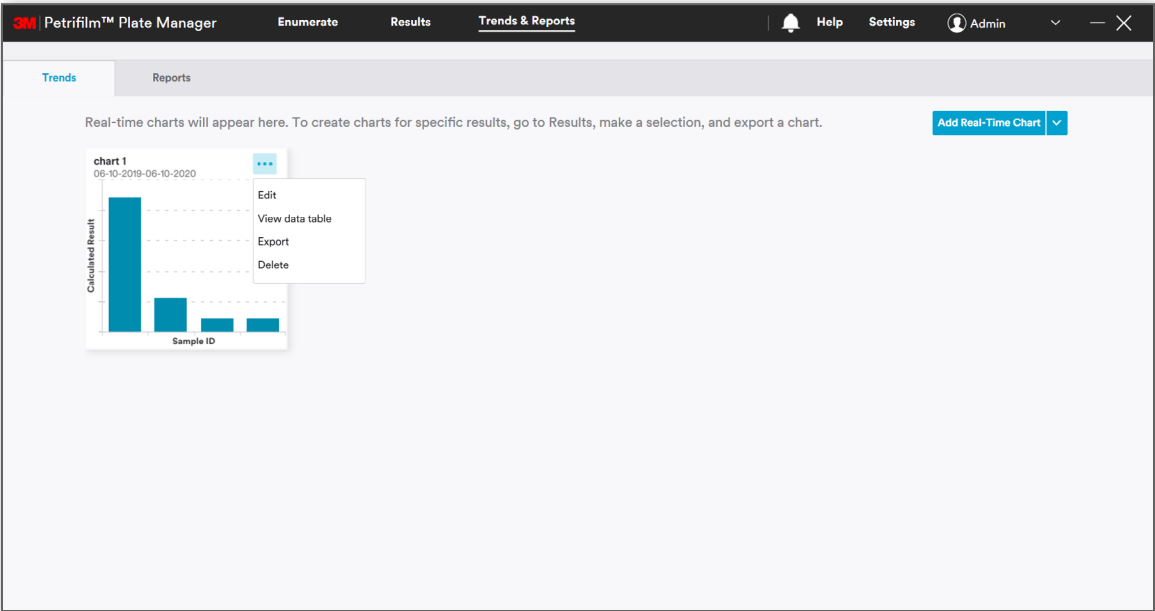 3M Petrifilm™ Plate Manager Enumerate Results Trends & Reports Help Settings Admin
Trends Reports
Real-time charts will appear here. To create charts for specific results, go to Results, make a selection, and export a chart.
Add Real-Time Chart
chart 1
06-10-2019-06-10-2020
Edit
View data table
Export
Delete
Calculated Result
Sample ID